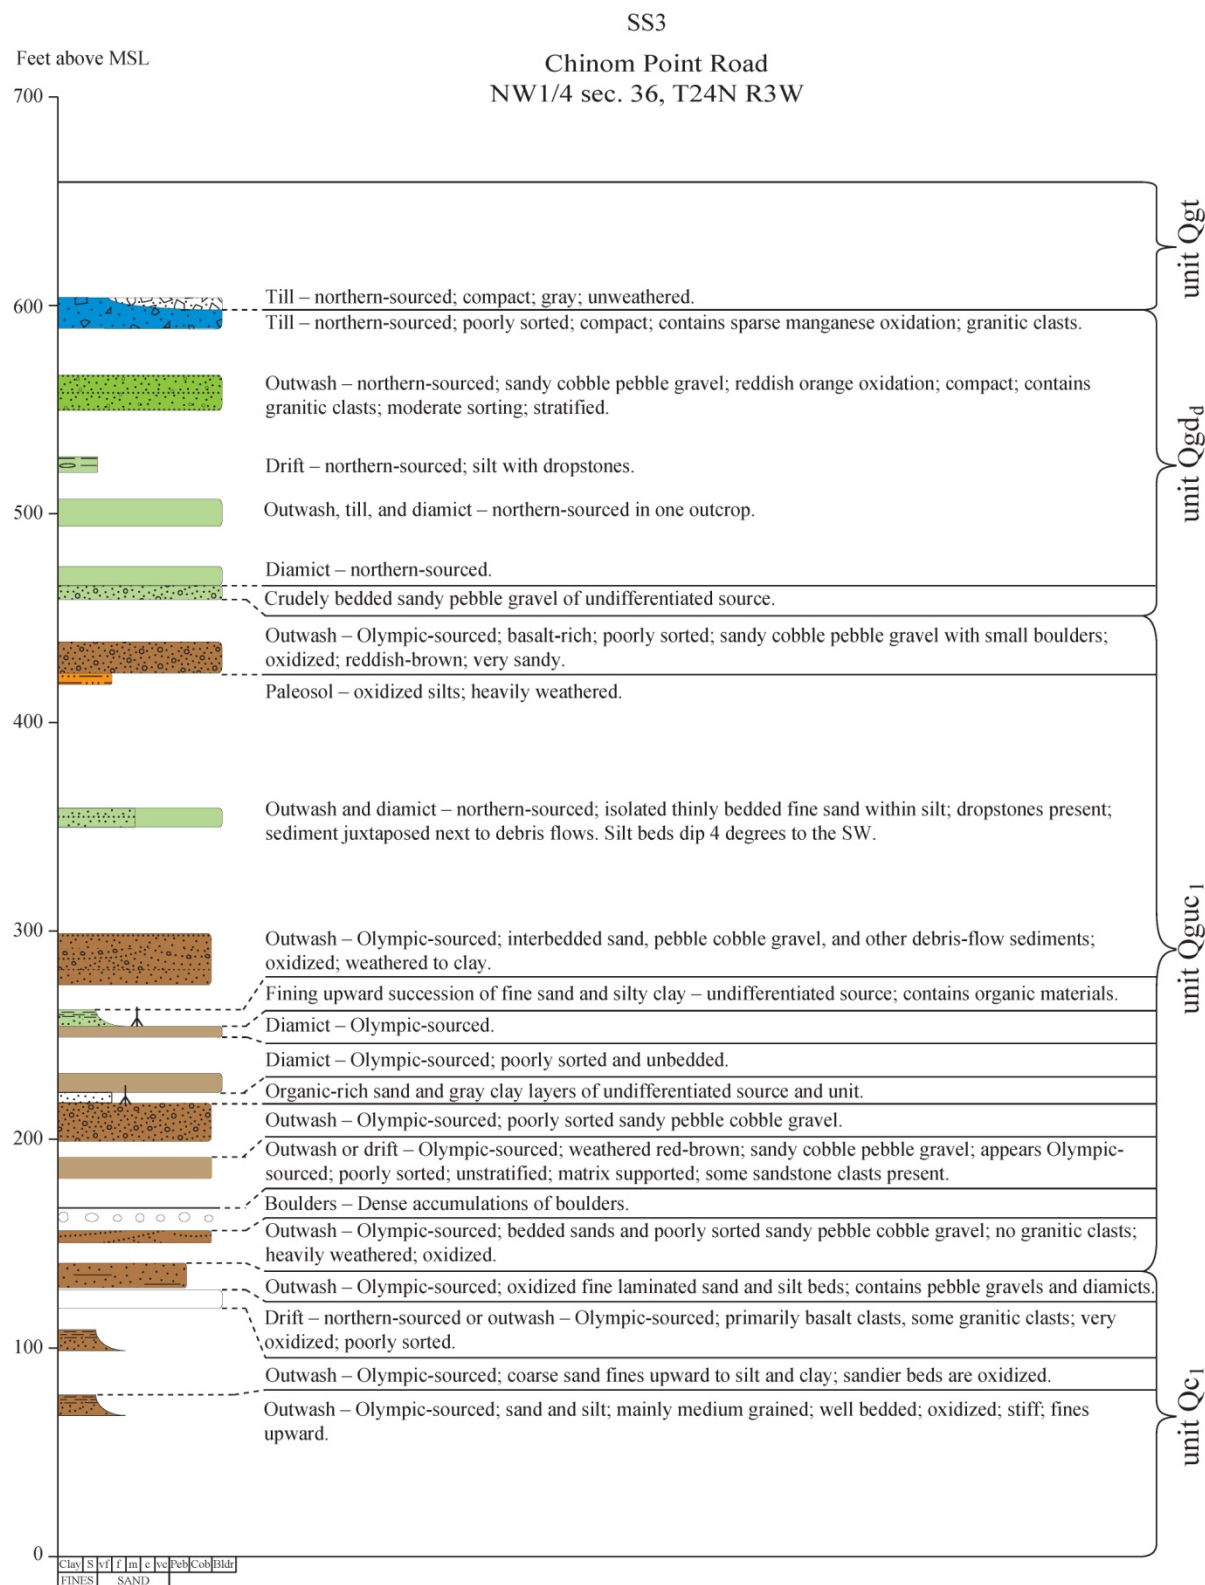 SS3
Feet above MSL
Chinom Point Road
NW1/4 sec. 36, T24N R3W
700
unit Qgt
Till – northern-sourced; compact; gray; unweathered.
600
Till – northern-sourced; poorly sorted; compact; contains sparse manganese oxidation; granitic clasts.
Outwash – northern-sourced; sandy cobble pebble gravel; reddish orange oxidation; compact; contains
granitic clasts; moderate sorting; stratified.
unit Qgdd
Drift – northern-sourced; silt with dropstones.
500
Outwash, till, and diamict – northern-sourced in one outcrop.
Diamict – northern-sourced.
Crudely bedded sandy pebble gravel of undifferentiated source.
Outwash – Olympic-sourced; basalt-rich; poorly sorted; sandy cobble pebble gravel with small boulders;
oxidized; reddish-brown; very sandy.
Paleosol – oxidized silts; heavily weathered.
400
Outwash and diamict – northern-sourced; isolated thinly bedded fine sand within silt; dropstones present;
sediment juxtaposed next to debris flows. Silt beds dip 4 degrees to the SW.
300
Outwash – Olympic-sourced; interbedded sand, pebble cobble gravel, and other debris-flow sediments;
oxidized; weathered to clay.
unit Qguc1
Fining upward succession of fine sand and silty clay – undifferentiated source; contains organic materials.
Diamict – Olympic-sourced.
Diamict – Olympic-sourced; poorly sorted and unbedded.
Organic-rich sand and gray clay layers of undifferentiated source and unit.
Outwash – Olympic-sourced; poorly sorted sandy pebble cobble gravel.
200
Outwash or drift – Olympic-sourced; weathered red-brown; sandy cobble pebble gravel; appears Olympic-
sourced; poorly sorted; unstratified; matrix supported; some sandstone clasts present.
Boulders – Dense accumulations of boulders.
Outwash – Olympic-sourced; bedded sands and poorly sorted sandy pebble cobble gravel; no granitic clasts;
heavily weathered; oxidized.
Outwash – Olympic-sourced; oxidized fine laminated sand and silt beds; contains pebble gravels and diamicts.
Drift – northern-sourced or outwash – Olympic-sourced; primarily basalt clasts, some granitic clasts; very
oxidized; poorly sorted.
100
Outwash – Olympic-sourced; coarse sand fines upward to silt and clay; sandier beds are oxidized.
unit Qc1
Outwash – Olympic-sourced; sand and silt; mainly medium grained; well bedded; oxidized; stiff; fines
upward.
0
Clay S vf f m c vc Peb Cob Bldr
FINES SAND